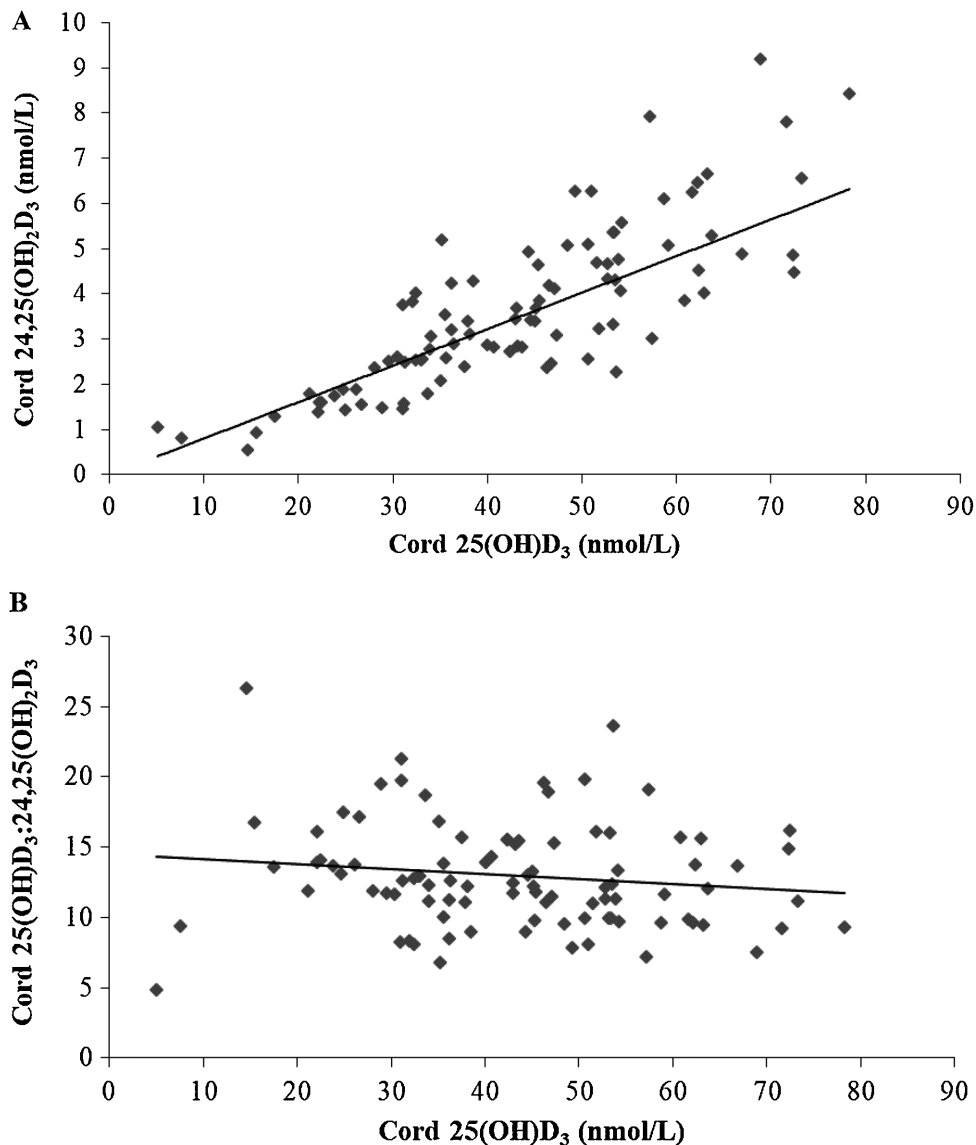 A
Cord 24,25(OH)₂D₃ (nmol/L)
10
9
8
7
6
5
4
3
2
1
0
0 10 20 30 40 50 60 70 80 90
Cord 25(OH)D₃ (nmol/L)
B
Cord 25(OH)D₃:24,25(OH)₂D₃
30
25
20
15
10
5
0
0 10 20 30 40 50 60 70 80 90
Cord 25(OH)D₃ (nmol/L)